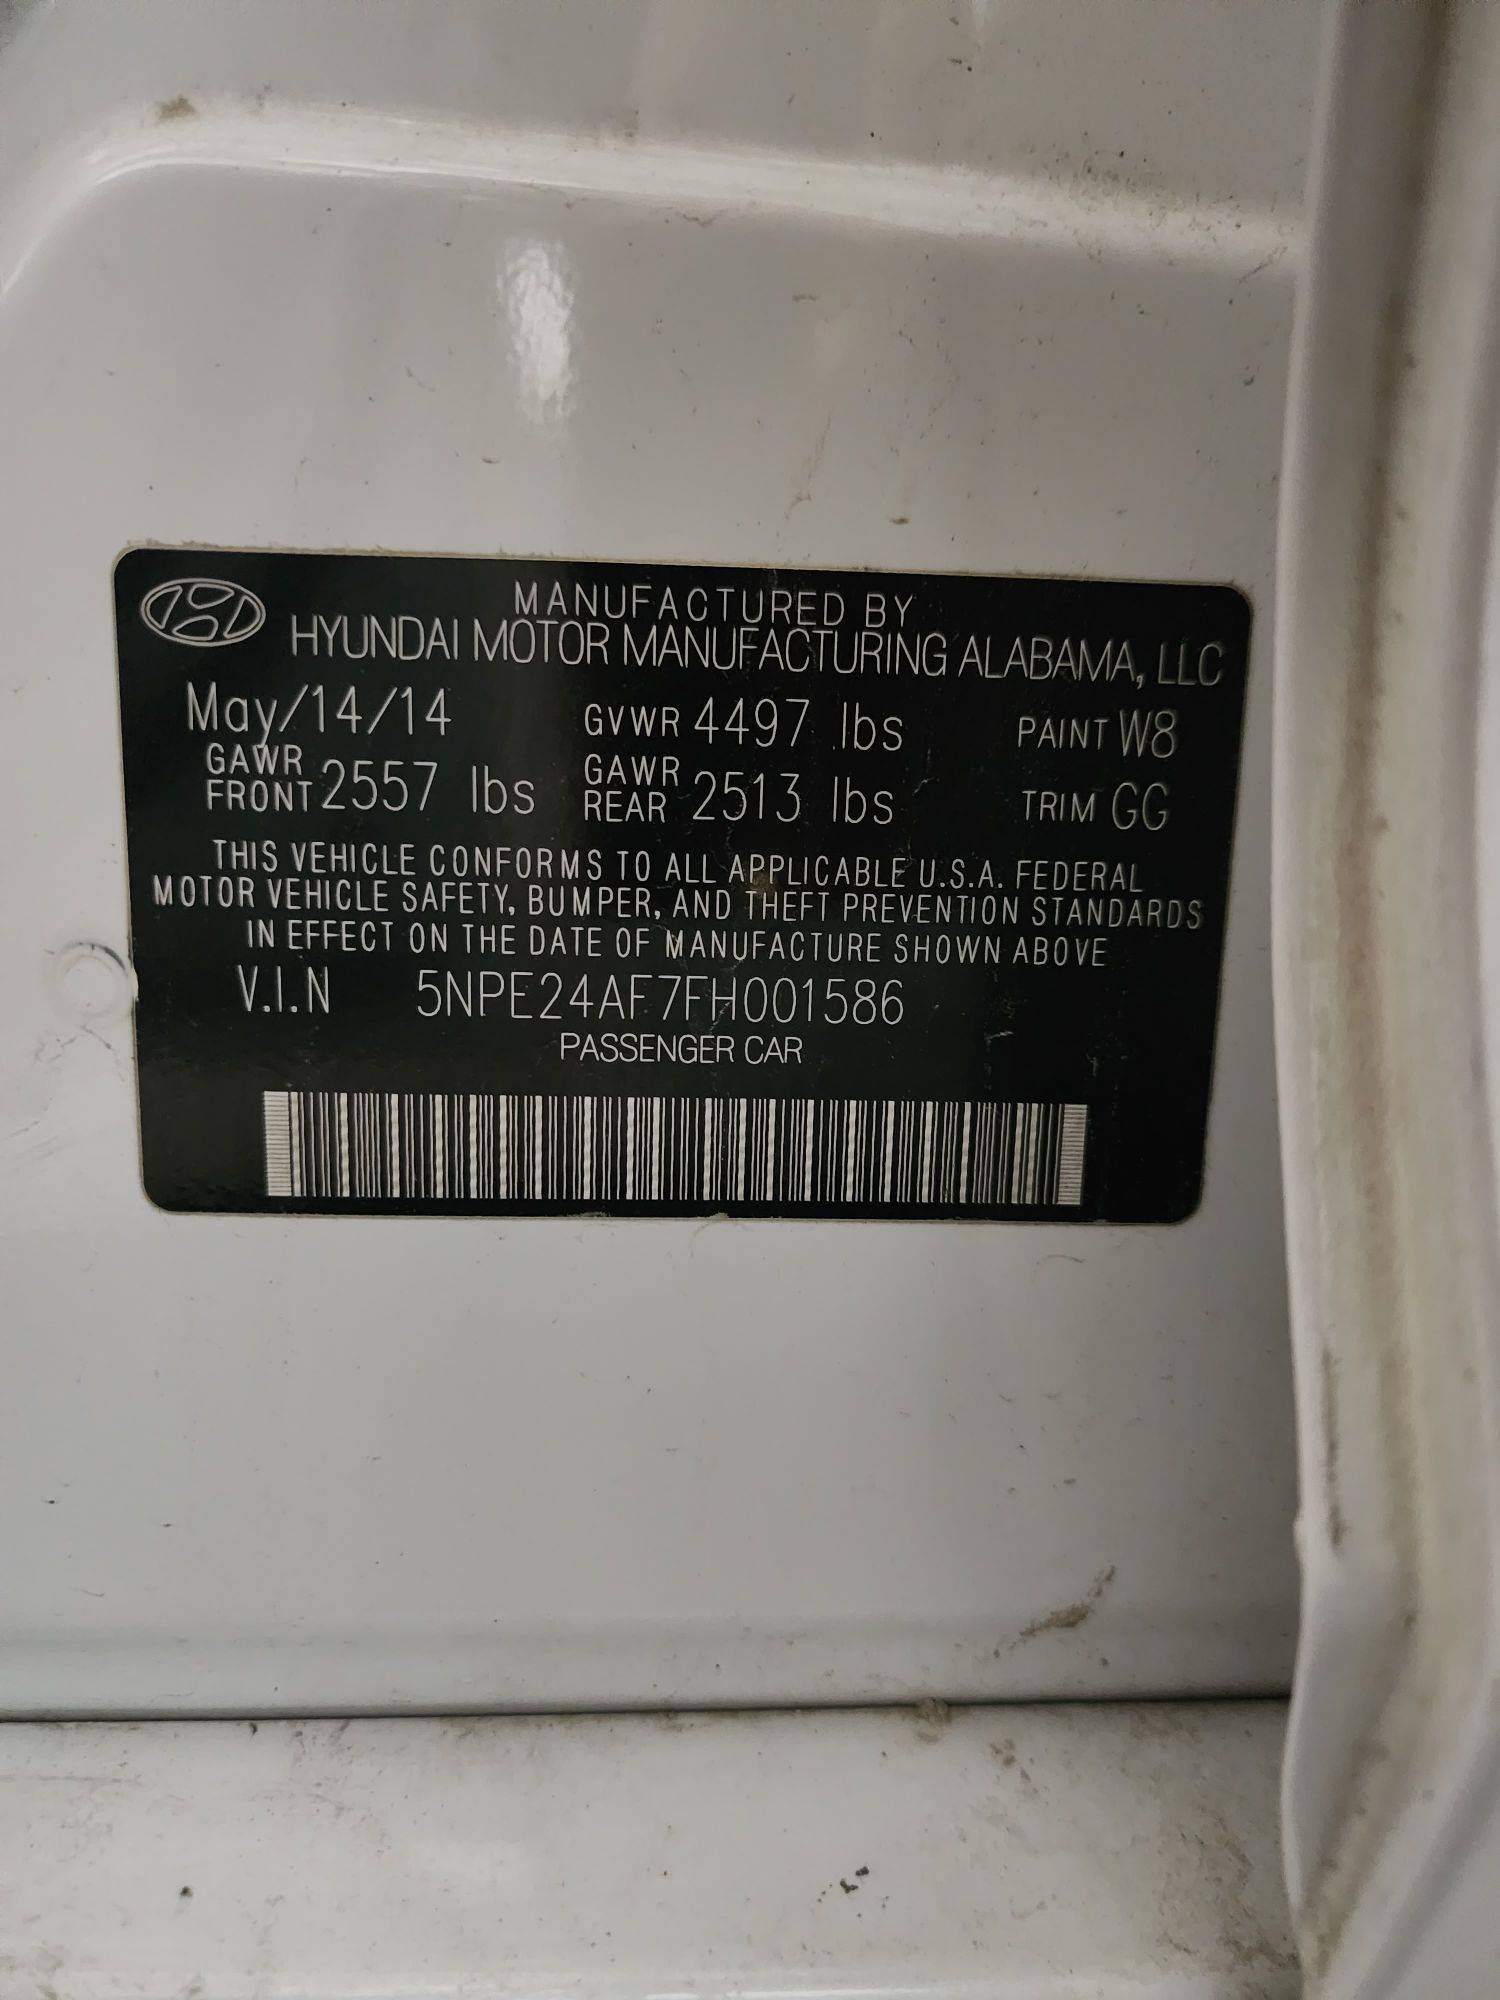 MANUFACTURED BY
HYUNDAI MOTOR MANUFACTURING ALABAMA, LLC
May/14/14 GVWR 4497 lbs PAINT W8
GAWR FRONT 2557 lbs GAWR REAR 2513 lbs TRIM GG
THIS VEHICLE CONFORMS TO ALL APPLICABLE U.S.A. FEDERAL
MOTOR VEHICLE SAFETY, BUMPER, AND THEFT PREVENTION STANDARDS
IN EFFECT ON THE DATE OF MANUFACTURE SHOWN ABOVE
V.I.N 5NPE24AF7FH001586
PASSENGER CAR